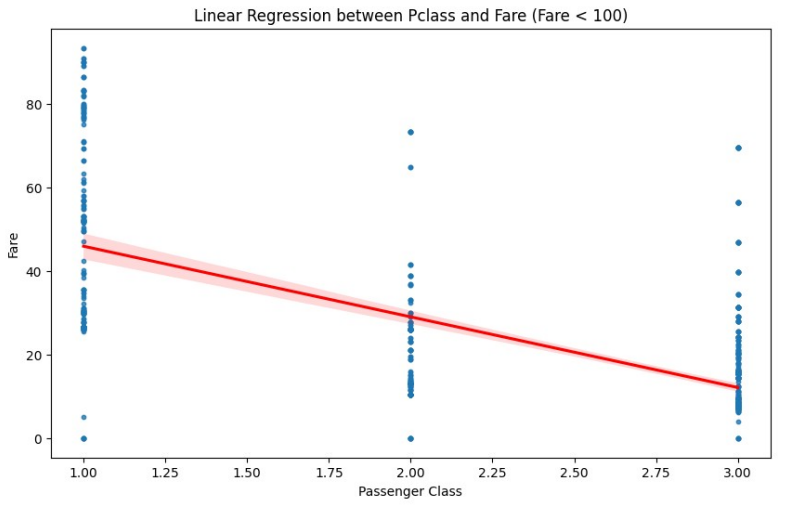 Linear Regression between Pclass and Fare (Fare < 100)
80
60
40
20
0
Fare
1.00 1.25 1.50 1.75 2.00 2.25 2.50 2.75 3.00
Passenger Class